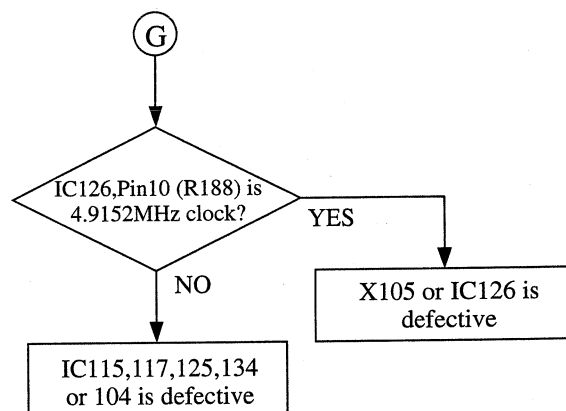 G
IC126,Pin10 (R188) is
4.9152MHz clock?
YES
NO
X105 or IC126 is
defective
IC115,117,125,134
or 104 is defective